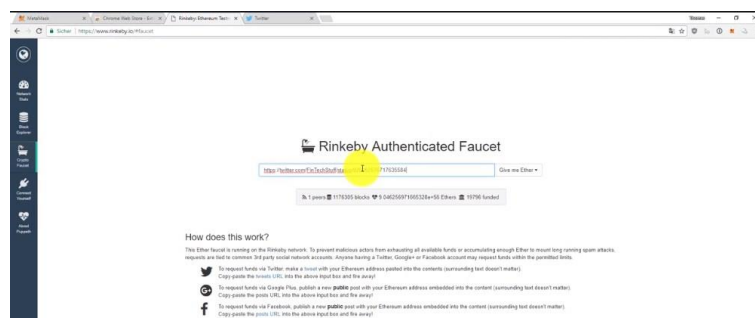 MetaMask
Chrome Web Store - Ext
Rinkeby: Ethereum Testn
Twitter
Sicher https://www.rinkeby.io/#faucet
Network Stats
Block Explorer
Crypto Faucet
Connect Yourself
About Puppeth
Rinkeby Authenticated Faucet
https://twitter.com/FinTechStuff/
Give me Ether
1 peers
blocks
Ethers
19796 funded
How does this work?
This Ether faucet is running on the Rinkeby network. To prevent malicious actors from exhausting all available funds or accumulating enough Ether to mount long running spam attacks,
requests are tied to common 3rd party social network accounts. Anyone having a Twitter, Google+ or Facebook account may request funds within the permitted limits.
To request funds via Twitter, make a tweet with your Ethereum address pasted into the contents (surrounding text doesn't matter).
Copy-paste the tweets URL into the above input box and fire away!
To request funds via Google Plus, publish a new public post with your Ethereum address embedded into the content (surrounding text doesn't matter).
Copy-paste the posts URL into the above input box and fire away!
To request funds via Facebook, publish a new public post with your Ethereum address embedded into the content (surrounding text doesn't matter).
Copy-paste the posts URL into the above input box and fire away!